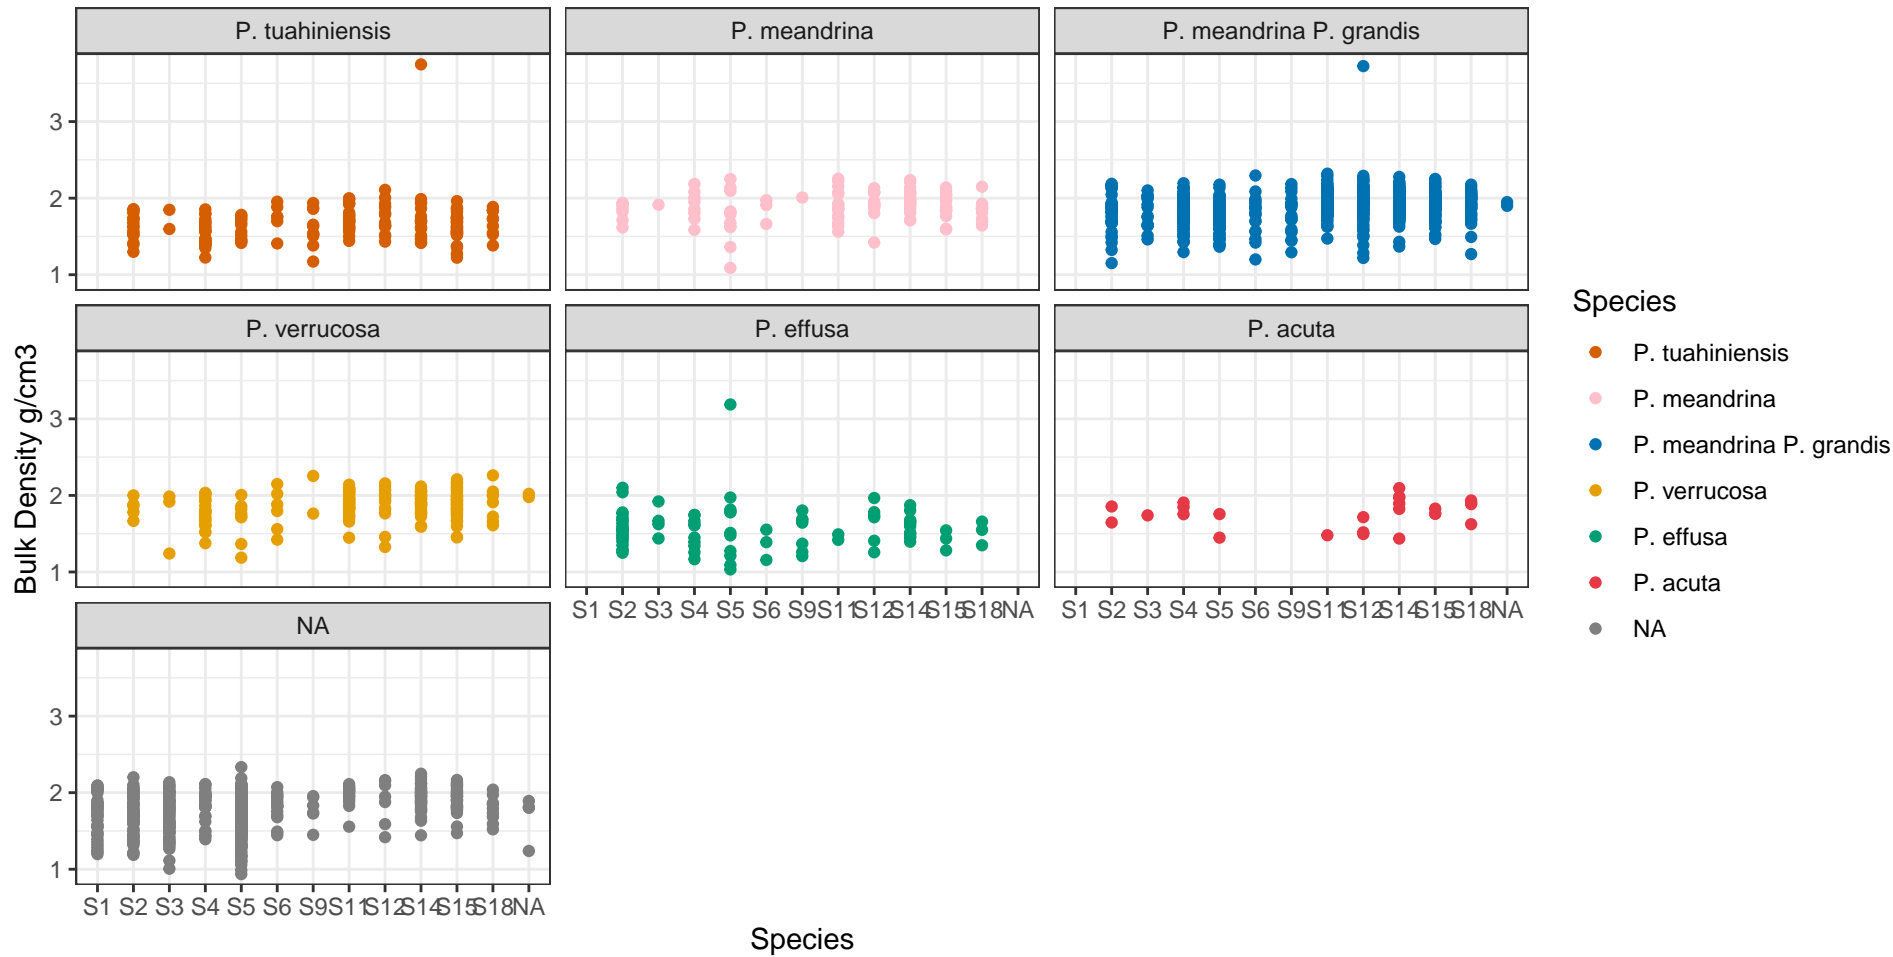 P. tuahiniensis P. meandrina P. meandrina P. grandis
3
2
1
P. verrucosa P. effusa P. acuta
3
2
1
S1 S2 S3 S4 S5 S6 S9 S11 S12 S14 S15 S18 NA
S1 S2 S3 S4 S5 S6 S9 S11 S12 S14 S15 S18 NA
NA
3
2
1
S1 S2 S3 S4 S5 S6 S9 S11 S12 S14 S15 S18 NA
Species
Bulk Density g/cm3
Species
P. tuahiniensis
P. meandrina
P. meandrina P. grandis
P. verrucosa
P. effusa
P. acuta
NA